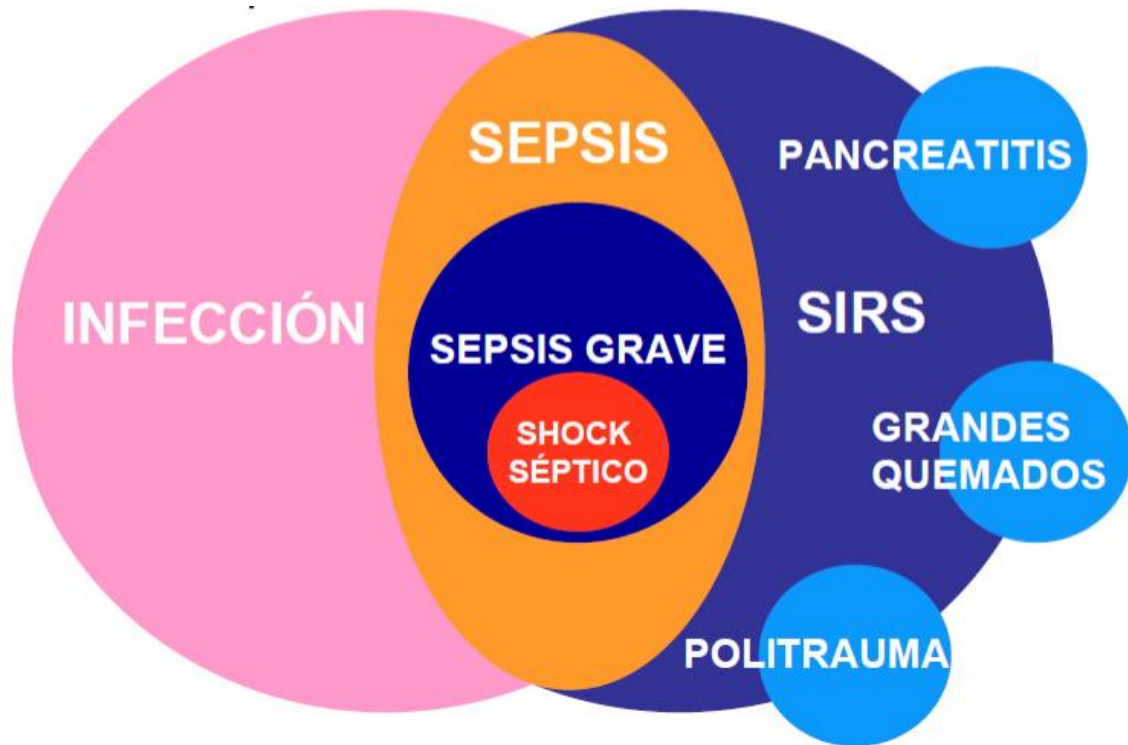 SEPSIS
PANCREATITIS
INFECCIÓN
SIRS
SEPSIS GRAVE
SHOCK
SÉPTICO
GRANDES
QUEMADOS
POLITRAUMA